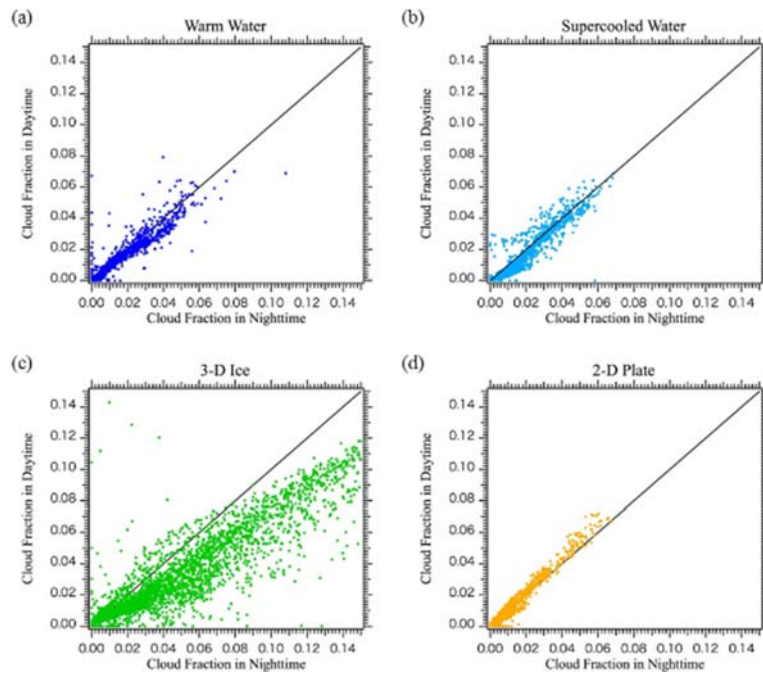 (a)
Warm Water
Cloud Fraction in Daytime
0.14
0.12
0.10
0.08
0.06
0.04
0.02
0.00
0.00 0.02 0.04 0.06 0.08 0.10 0.12 0.14
Cloud Fraction in Nighttime
(b)
Supercooled Water
Cloud Fraction in Daytime
0.14
0.12
0.10
0.08
0.06
0.04
0.02
0.00
0.00 0.02 0.04 0.06 0.08 0.10 0.12 0.14
Cloud Fraction in Nighttime
(c)
3-D Ice
Cloud Fraction in Daytime
0.14
0.12
0.10
0.08
0.06
0.04
0.02
0.00
0.00 0.02 0.04 0.06 0.08 0.10 0.12 0.14
Cloud Fraction in Nighttime
(d)
2-D Plate
Cloud Fraction in Daytime
0.14
0.12
0.10
0.08
0.06
0.04
0.02
0.00
0.00 0.02 0.04 0.06 0.08 0.10 0.12 0.14
Cloud Fraction in Nighttime